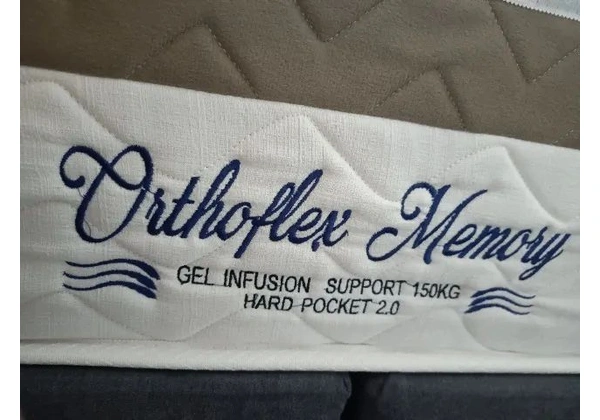 Orthoflex Memory
GEL INFUSION SUPPORT 150KG
HARD POCKET 2.0